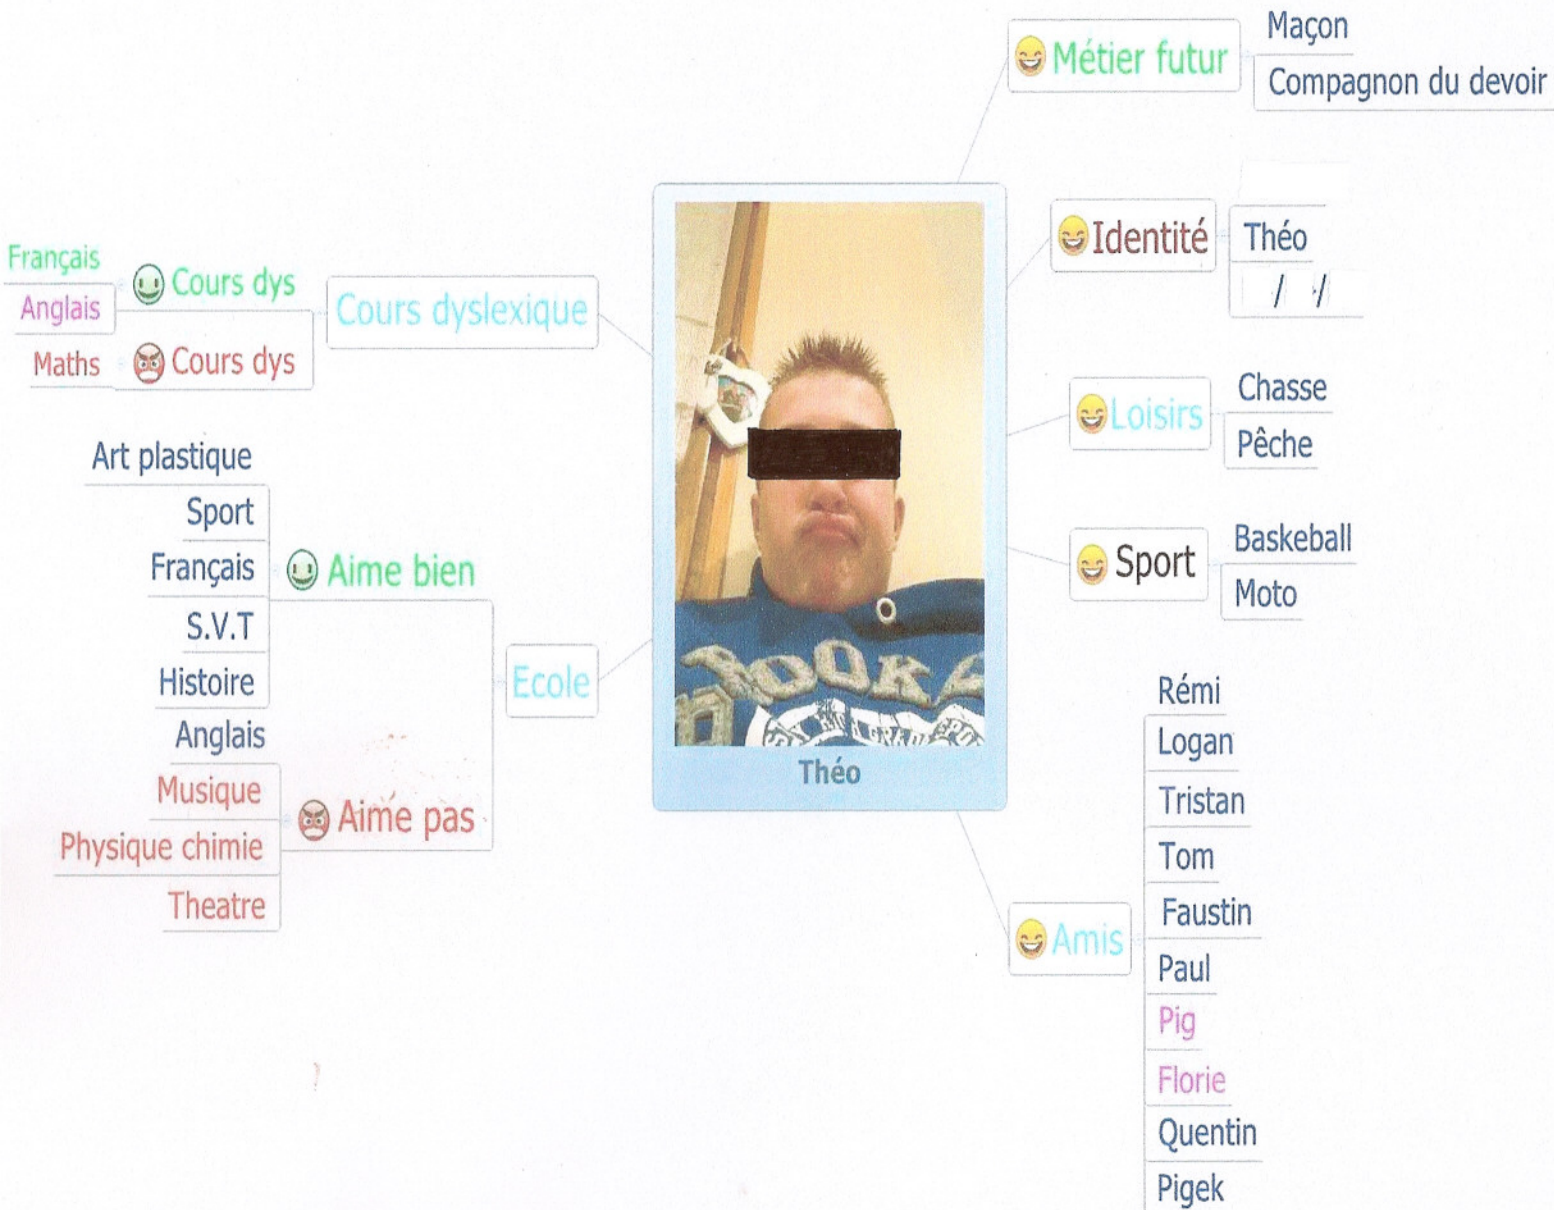 Métier futur
Maçon
Compagnon du devoir
Identité
Théo
/ /
Loisirs
Chasse
Pêche
Sport
Baskeball
Moto
Amis
Rémi
Logan
Tristan
Tom
Faustin
Paul
Pig
Florie
Quentin
Pigek
Cours dyslexique
Cours dys
Français
Anglais
Cours dys
Maths
Ecole
Aime bien
Art plastique
Sport
Français
S.V.T
Histoire
Anglais
Aime pas
Musique
Physique chimie
Theatre
Théo